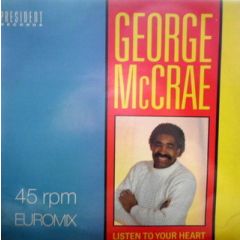 PRESIDENT
RECORDS
GEORGE
McCRAE
45 rpm
EUROMIX
LISTEN TO YOUR HEART